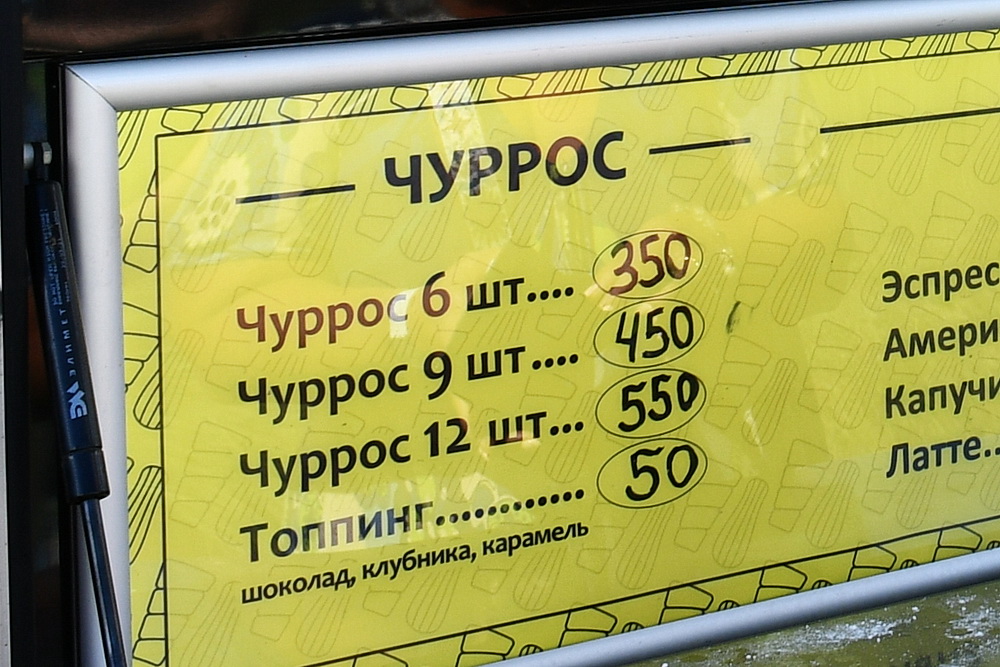 ЧУРРОС
Чуррос 6 шт.... 350
Чуррос 9 шт.... 450
Чуррос 12 шт... 550
Топпинг............ 50
шоколад, клубника, карамель
Эспрес
Амери
Капучи
Латте..